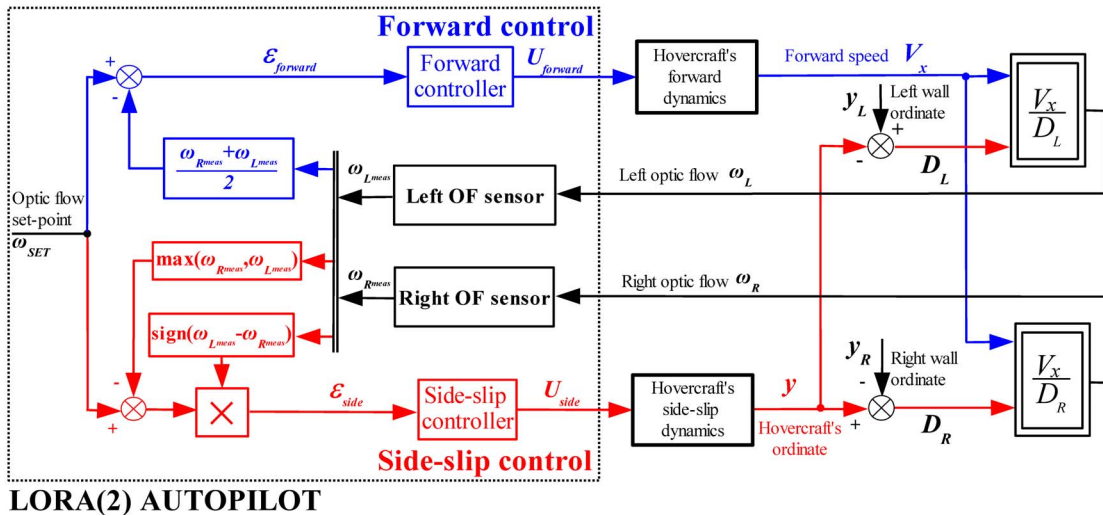 Forward control
ε_forward
Forward controller
U_forward
Hovercraft's forward dynamics
Forward speed V_x
y_L Left wall ordinate
V_x / D_L
+
-
+
-
D_L
(ω_Rmeas + ω_Lmeas) / 2
ω_Lmeas
Left OF sensor
Left optic flow ω_L
Optic flow set-point
ω_SET
max(ω_Rmeas, ω_Lmeas)
ω_Rmeas
Right OF sensor
Right optic flow ω_R
sign(ω_Lmeas - ω_Rmeas)
y_R Right wall ordinate
V_x / D_R
-
+
×
ε_side
Side-slip controller
U_side
Hovercraft's side-slip dynamics
y
Hovercraft's ordinate
-
+
D_R
Side-slip control
LORA(2) AUTOPILOT